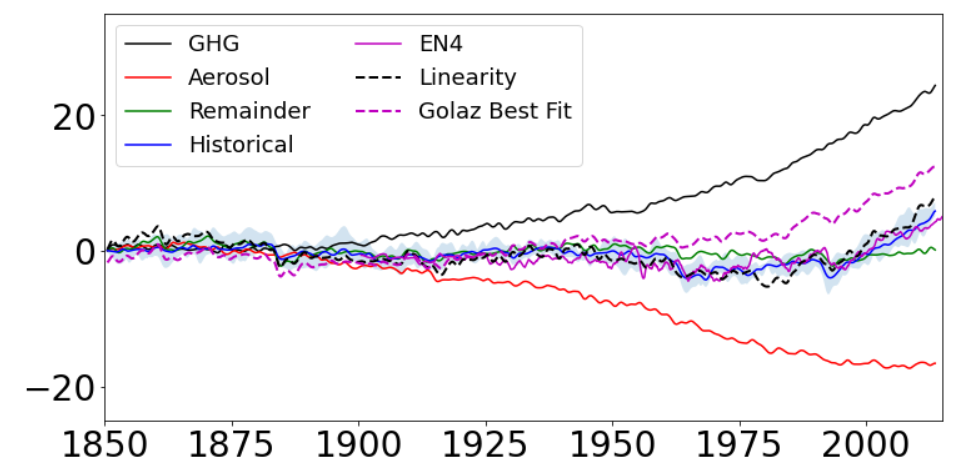 GHG
Aerosol
Remainder
Historical
EN4
Linearity
Golaz Best Fit
20
0
−20
1850 1875 1900 1925 1950 1975 2000